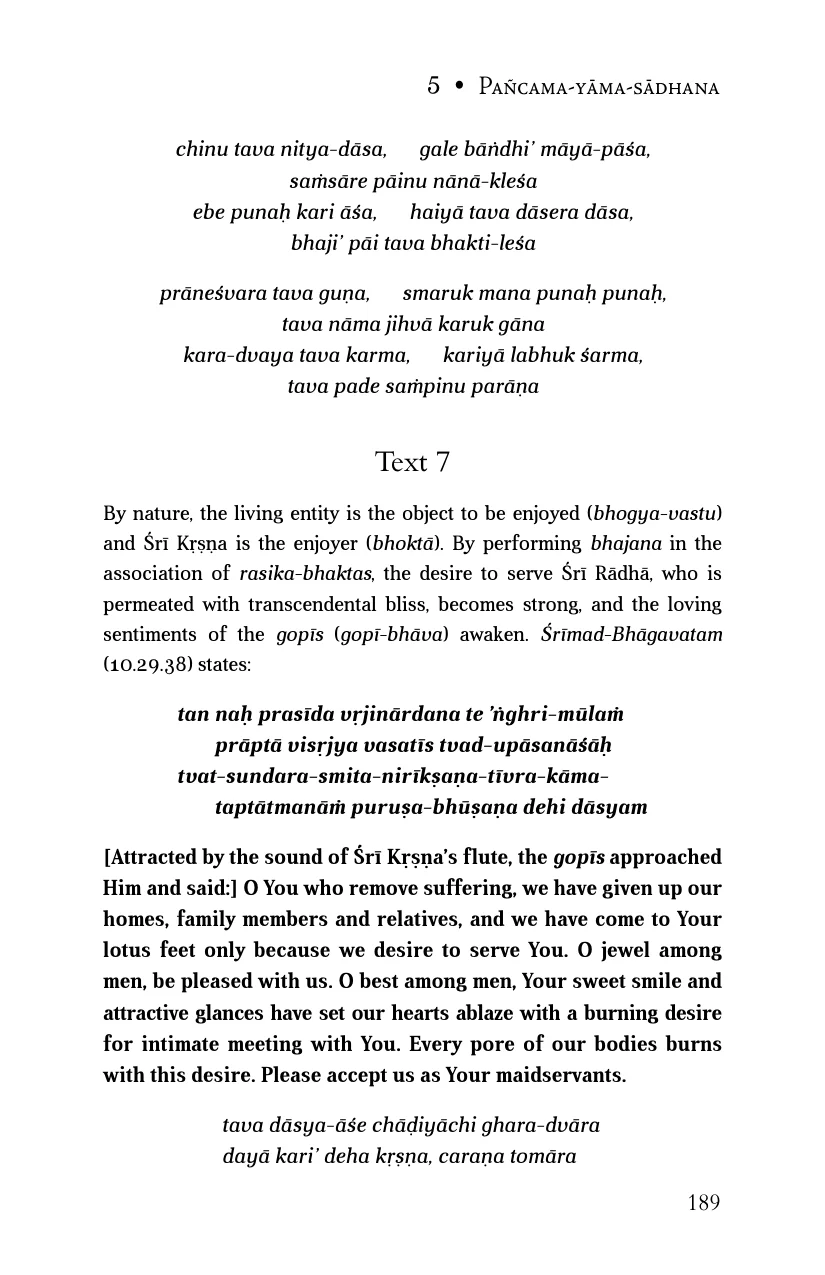 5 • Pañcama-yāma-sādhana
chinu tava nitya-dāsa, gale bāṅdhi’ māyā-pāśa,
saṁsāre pāinu nānā-kleśa
ebe punaḥ kari āśa, haiyā tava dāsera dāsa,
bhaji’ pāi tava bhakti-leśa
prāneśvara tava guṇa, smaruk mana punaḥ punaḥ,
tava nāma jihvā karuk gāna
kara-dvaya tava karma, kariyā labhuk śarma,
tava pade saṁpinu parāṇa
Text 7
By nature, the living entity is the object to be enjoyed (bhogya-vastu)
and Śrī Kṛṣṇa is the enjoyer (bhoktā). By performing bhajana in the
association of rasika-bhaktas, the desire to serve Śrī Rādhā, who is
permeated with transcendental bliss, becomes strong, and the loving
sentiments of the gopīs (gopī-bhāva) awaken. Śrīmad-Bhāgavatam
(10.29.38) states:
tan naḥ prasīda vṛjinārdana te ’ṅghri-mūlaṁ
prāptā visṛjya vasatīs tvad-upāsanāśāḥ
tvat-sundara-smita-nirīkṣaṇa-tīvra-kāma-
taptātmanāṁ puruṣa-bhūṣaṇa dehi dāsyam
[Attracted by the sound of Śrī Kṛṣṇa’s flute, the gopīs approached
Him and said:] O You who remove suffering, we have given up our
homes, family members and relatives, and we have come to Your
lotus feet only because we desire to serve You. O jewel among
men, be pleased with us. O best among men, Your sweet smile and
attractive glances have set our hearts ablaze with a burning desire
for intimate meeting with You. Every pore of our bodies burns
with this desire. Please accept us as Your maidservants.
tava dāsya-āśe chāḍiyāchi ghara-dvāra
dayā kari’ deha kṛṣṇa, caraṇa tomāra
189